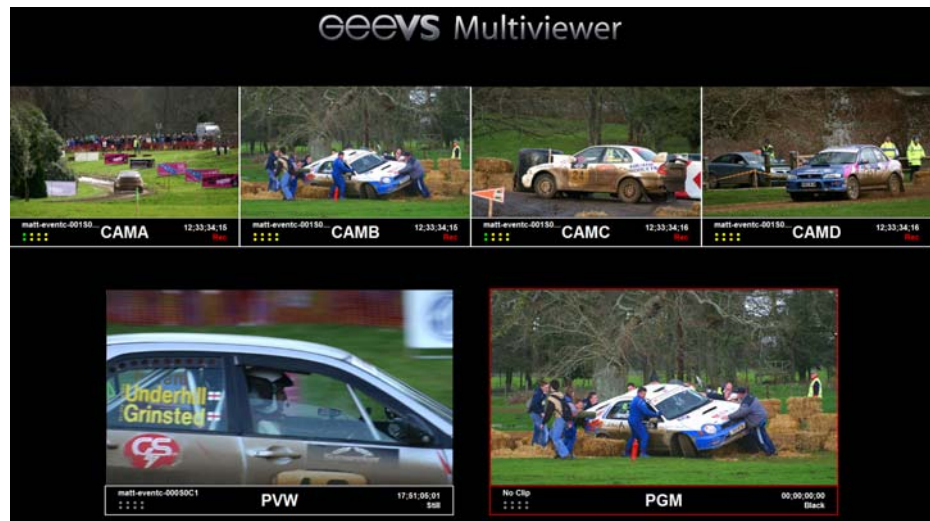 GEEVS Multiviewer
matt-eventc-001S0... CAMA 12;33;34;15
Rec
matt-eventc-001S0... CAMB 12;33;34;15
Rec
matt-eventc-001S0... CAMC 12;33;34;16
Rec
matt-eventc-001S0... CAMD 12;33;34;16
Rec
Underhill
Grinsted
GS
matt-eventc-000S0C1 PVW 17;51;05;01
Still
No Clip PGM 00;00;00;00
Black